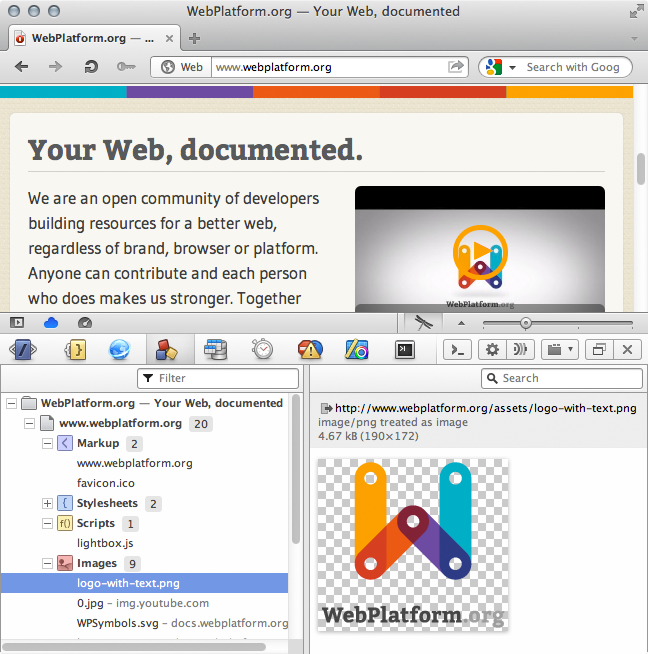 WebPlatform.org — Your Web, documented
WebPlatform.org — ...
Web
www.webplatform.org
Search with Goog
Your Web, documented.
We are an open community of developers
building resources for a better web,
regardless of brand, browser or platform.
Anyone can contribute and each person
who does makes us stronger. Together
WebPlatform.org
Filter
Search
WebPlatform.org — Your Web, documented
www.webplatform.org 20
Markup 2
www.webplatform.org
favicon.ico
{ Stylesheets 2
f() Scripts 1
lightbox.js
Images 9
logo-with-text.png
0.jpg – img.youtube.com
WPSymbols.svg – docs.webplatform.org
http://www.webplatform.org/assets/logo-with-text.png
image/png treated as image
4.67 kB (190×172)
WebPlatform.org